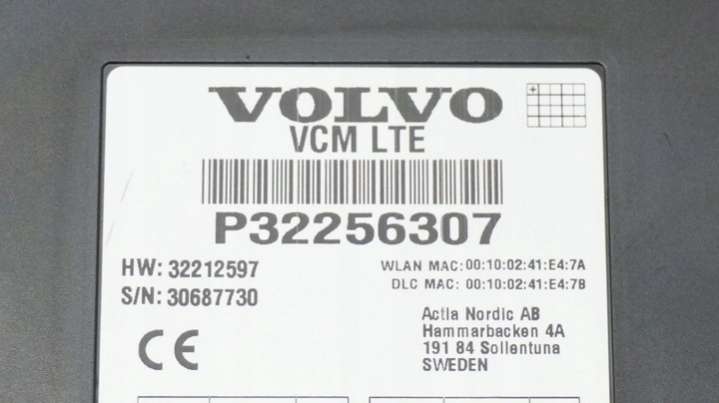 VOLVO
VCM LTE
P32256307
HW: 32212597
S/N: 30687730
WLAN MAC: 00:10:02:41:E4:7A
DLC MAC: 00:10:02:41:E4:7B
Actia Nordic AB
Hammarbacken 4A
191 84 Sollentuna
SWEDEN
CE